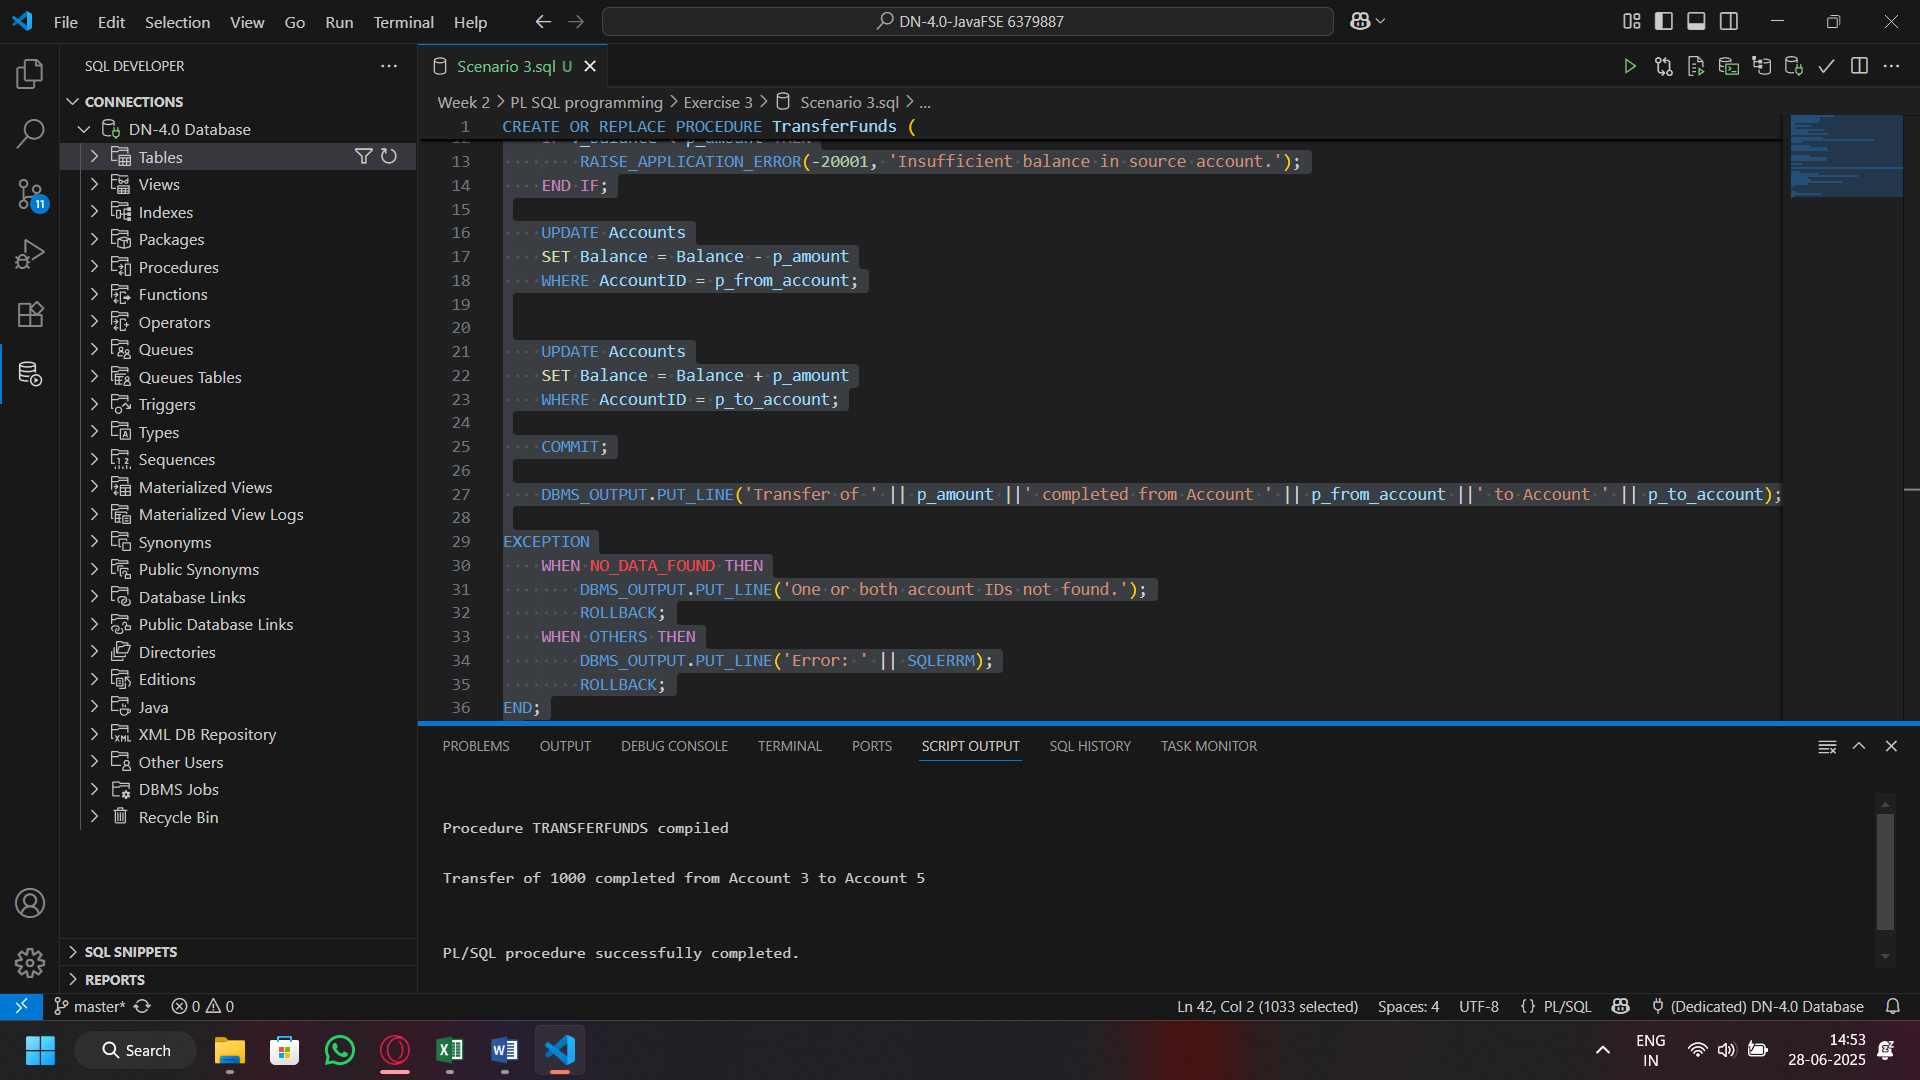 File Edit Selection View Go Run Terminal Help
DN-4.0-JavaFSE 6379887
SQL DEVELOPER
CONNECTIONS
DN-4.0 Database
Tables
Views
Indexes
Packages
Procedures
Functions
Operators
Queues
Queues Tables
Triggers
Types
Sequences
Materialized Views
Materialized View Logs
Synonyms
Public Synonyms
Database Links
Public Database Links
Directories
Editions
Java
XML DB Repository
Other Users
DBMS Jobs
Recycle Bin
SQL SNIPPETS
REPORTS
11
Scenario 3.sql U
Week 2 > PL SQL programming > Exercise 3 > Scenario 3.sql > ...
1 CREATE OR REPLACE PROCEDURE TransferFunds (
13 RAISE_APPLICATION_ERROR(-20001, 'Insufficient balance in source account.');
14 END IF;
15
16 UPDATE Accounts
17 SET Balance = Balance - p_amount
18 WHERE AccountID = p_from_account;
19
20
21 UPDATE Accounts
22 SET Balance = Balance + p_amount
23 WHERE AccountID = p_to_account;
24
25 COMMIT;
26
27 DBMS_OUTPUT.PUT_LINE('Transfer of ' || p_amount ||' completed from Account ' || p_from_account ||' to Account ' || p_to_account);
28
29 EXCEPTION
30 WHEN NO_DATA_FOUND THEN
31 DBMS_OUTPUT.PUT_LINE('One or both account IDs not found.');
32 ROLLBACK;
33 WHEN OTHERS THEN
34 DBMS_OUTPUT.PUT_LINE('Error: ' || SQLERRM);
35 ROLLBACK;
36 END;
PROBLEMS OUTPUT DEBUG CONSOLE TERMINAL PORTS SCRIPT OUTPUT SQL HISTORY TASK MONITOR
Procedure TRANSFERFUNDS compiled
Transfer of 1000 completed from Account 3 to Account 5
PL/SQL procedure successfully completed.
master* 0 0 Ln 42, Col 2 (1033 selected) Spaces: 4 UTF-8 {} PL/SQL (Dedicated) DN-4.0 Database
Search
ENG
IN
14:53
28-06-2025